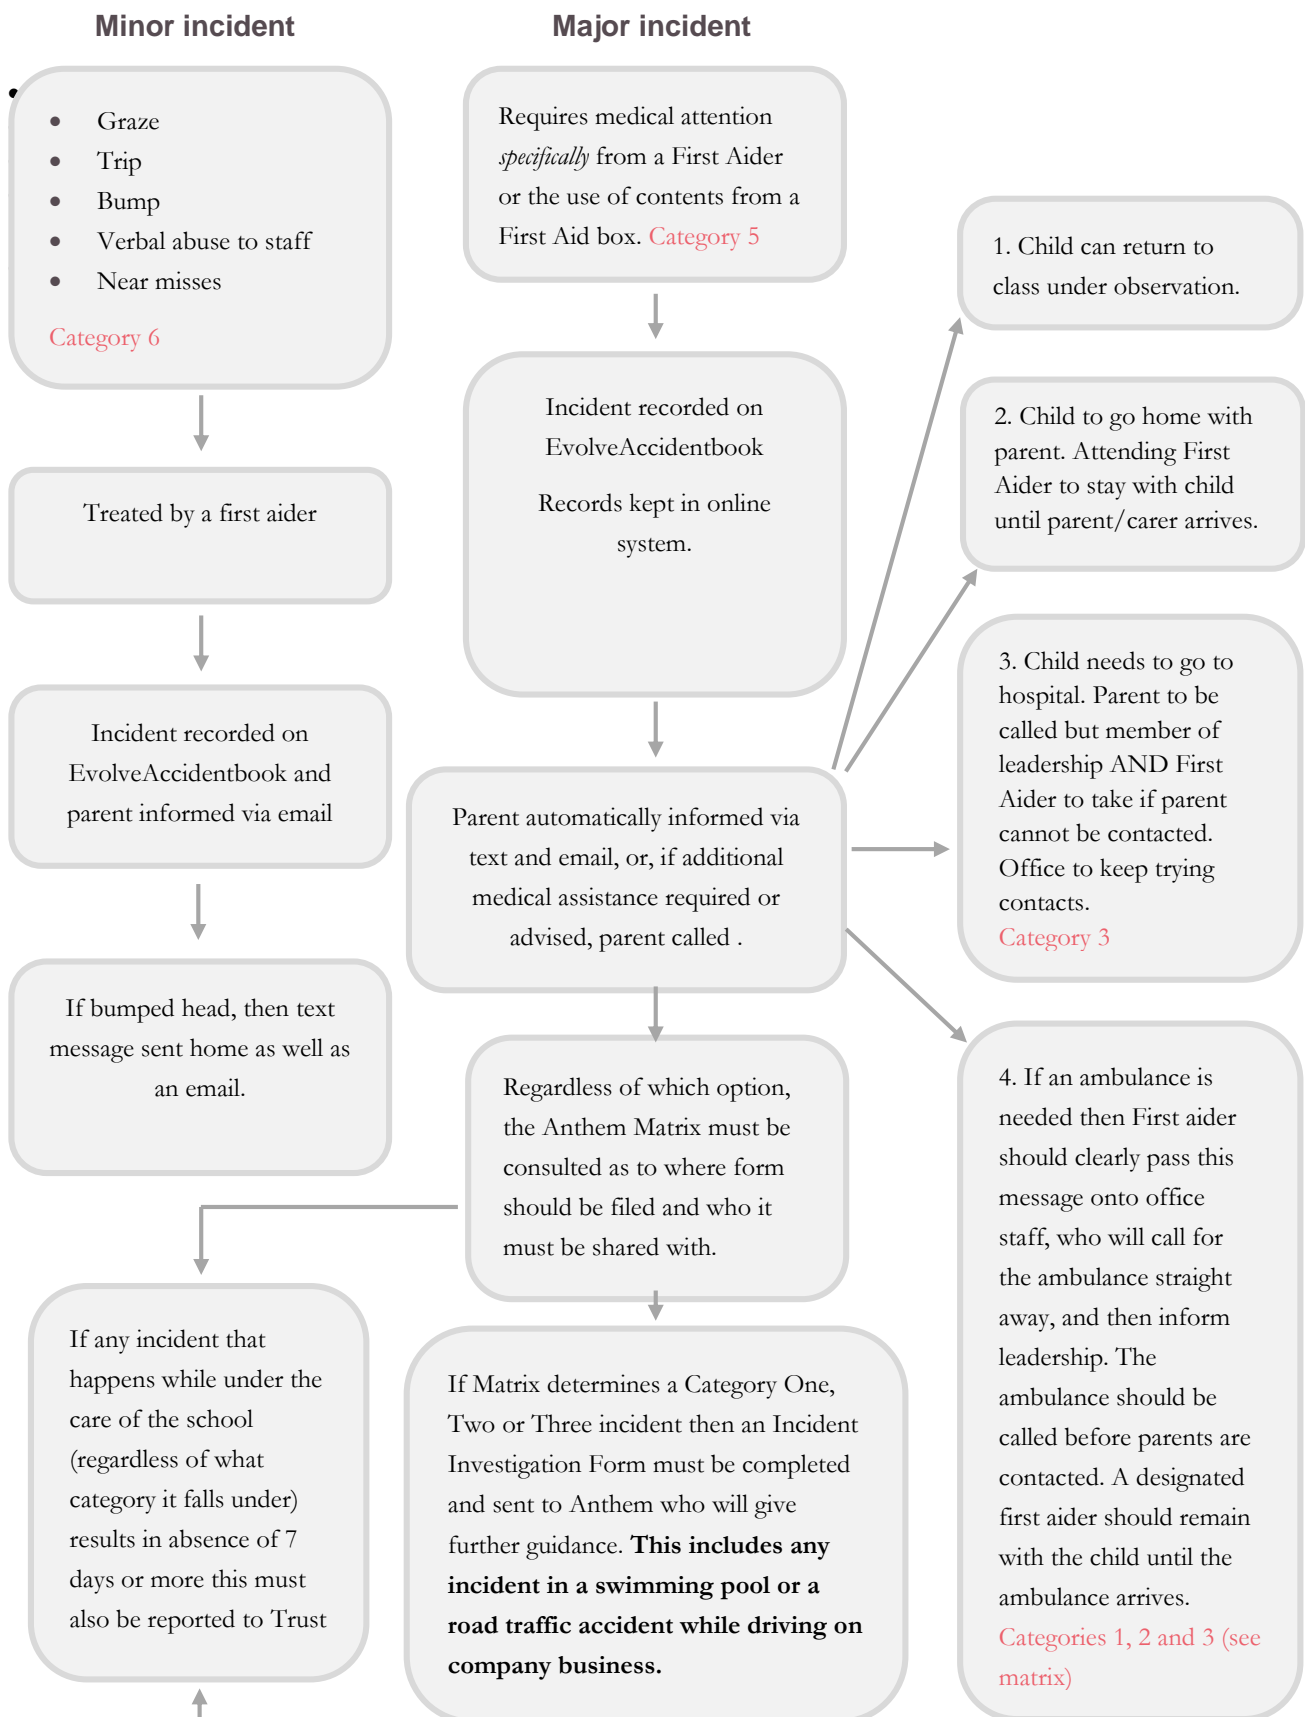 Minor incident
Major incident
• Graze
• Trip
• Bump
• Verbal abuse to staff
• Near misses
Category 6
Treated by a first aider
Incident recorded on
EvolveAccidentbook and
parent informed via email
If bumped head, then text
message sent home as well as
an email.
Requires medical attention
specifically from a First Aider
or the use of contents from a
First Aid box. Category 5
Incident recorded on
EvolveAccidentbook
Records kept in online
system.
Parent automatically informed via
text and email, or, if additional
medical assistance required or
advised, parent called .
1. Child can return to
class under observation.
2. Child to go home with
parent. Attending First
Aider to stay with child
until parent/carer arrives.
3. Child needs to go to
hospital. Parent to be
called but member of
leadership AND First
Aider to take if parent
cannot be contacted.
Office to keep trying
contacts.
Category 3
4. If an ambulance is
needed then First aider
should clearly pass this
message onto office
staff, who will call for
the ambulance straight
away, and then inform
leadership. The
ambulance should be
called before parents are
contacted. A designated
first aider should remain
with the child until the
ambulance arrives.
Categories 1, 2 and 3 (see
matrix)
Regardless of which option,
the Anthem Matrix must be
consulted as to where form
should be filed and who it
must be shared with.
If any incident that
happens while under the
care of the school
(regardless of what
category it falls under)
results in absence of 7
days or more this must
also be reported to Trust
If Matrix determines a Category One,
Two or Three incident then an Incident
Investigation Form must be completed
and sent to Anthem who will give
further guidance. This includes any
incident in a swimming pool or a
road traffic accident while driving on
company business.